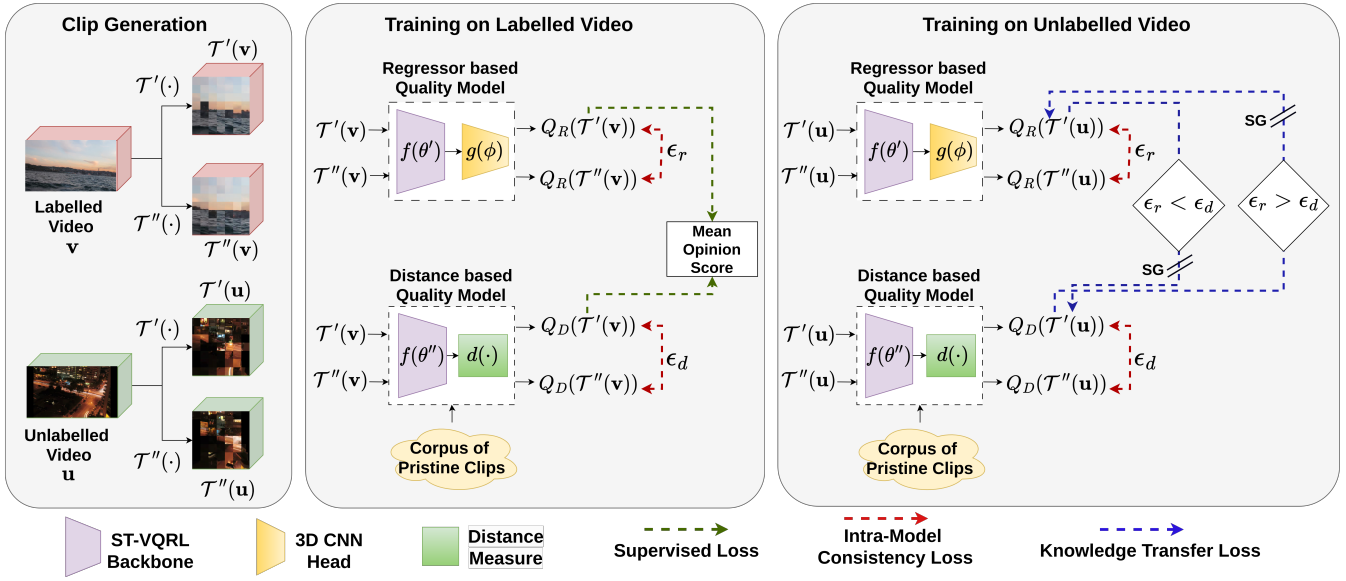 Clip Generation
𝒯′(𝐯)
𝒯′(·)
Labelled
Video
𝐯
𝒯″(·)
𝒯″(𝐯)
𝒯′(𝐮)
𝒯′(·)
Unlabelled
Video
𝐮
𝒯″(·)
𝒯″(𝐮)
Training on Labelled Video
Regressor based
Quality Model
𝒯′(𝐯)
𝒯″(𝐯)
f(θ′)
g(ϕ)
Q_R(𝒯′(𝐯))
Q_R(𝒯″(𝐯))
ϵ_r
Mean
Opinion
Score
Distance based
Quality Model
𝒯′(𝐯)
𝒯″(𝐯)
f(θ″)
d(·)
Q_D(𝒯′(𝐯))
Q_D(𝒯″(𝐯))
ϵ_d
Corpus of
Pristine Clips
Training on Unlabelled Video
Regressor based
Quality Model
𝒯′(𝐮)
𝒯″(𝐮)
f(θ′)
g(ϕ)
Q_R(𝒯′(𝐮))
Q_R(𝒯″(𝐮))
ϵ_r
SG
ϵ_r < ϵ_d
ϵ_r > ϵ_d
SG
Distance based
Quality Model
𝒯′(𝐮)
𝒯″(𝐮)
f(θ″)
d(·)
Q_D(𝒯′(𝐮))
Q_D(𝒯″(𝐮))
ϵ_d
Corpus of
Pristine Clips
ST-VQRL
Backbone
3D CNN
Head
Distance
Measure
Supervised Loss
Intra-Model
Consistency Loss
Knowledge Transfer Loss